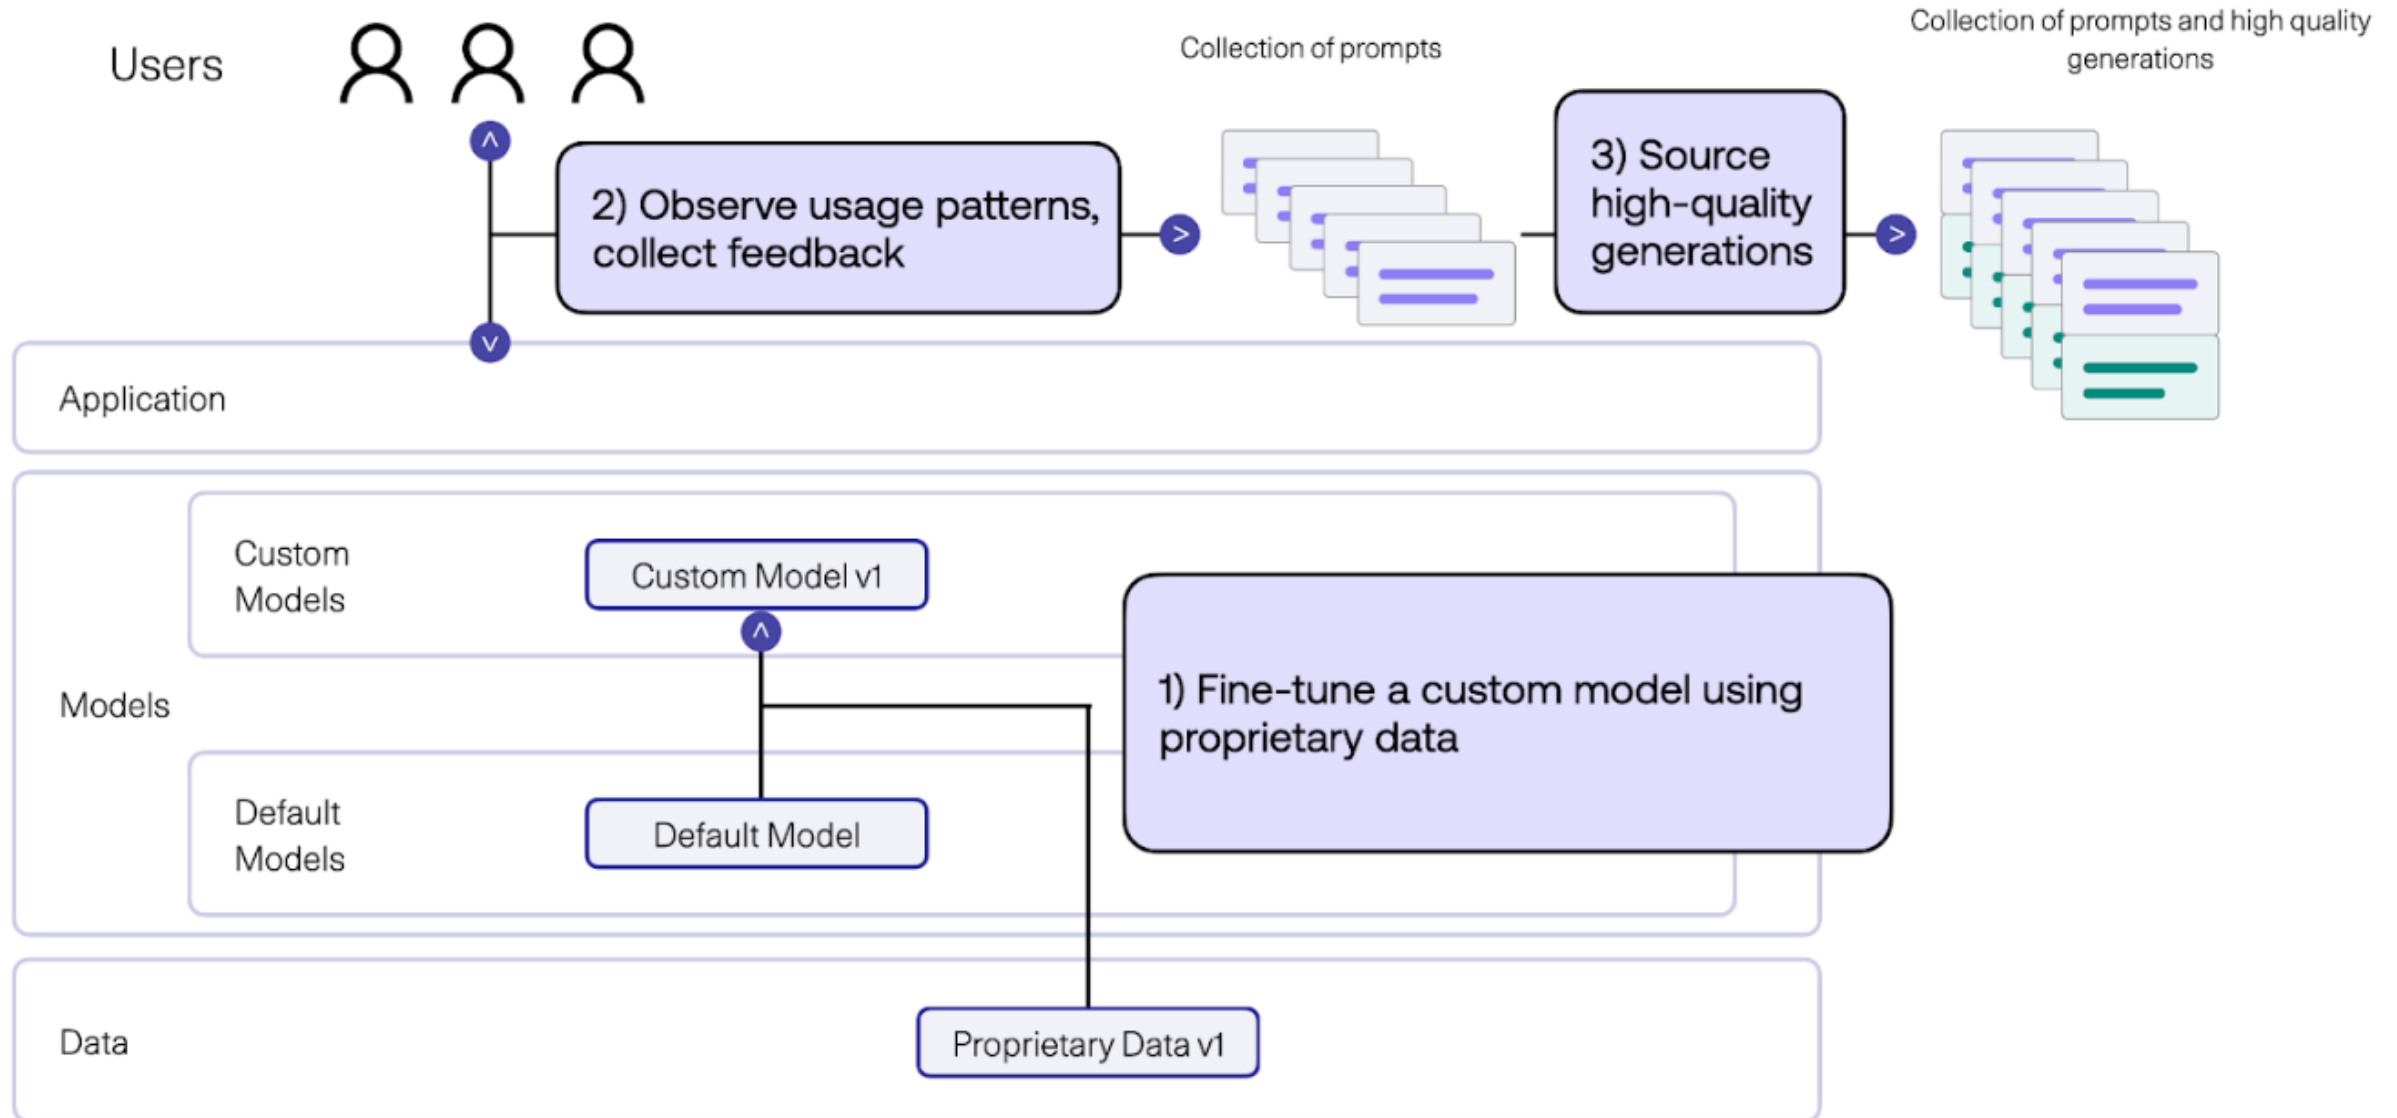 Users
Collection of prompts
Collection of prompts and high quality
generations
2) Observe usage patterns,
collect feedback
3) Source
high-quality
generations
Application
Custom
Models
Custom Model v1
Models
1) Fine-tune a custom model using
proprietary data
Default
Models
Default Model
Data
Proprietary Data v1